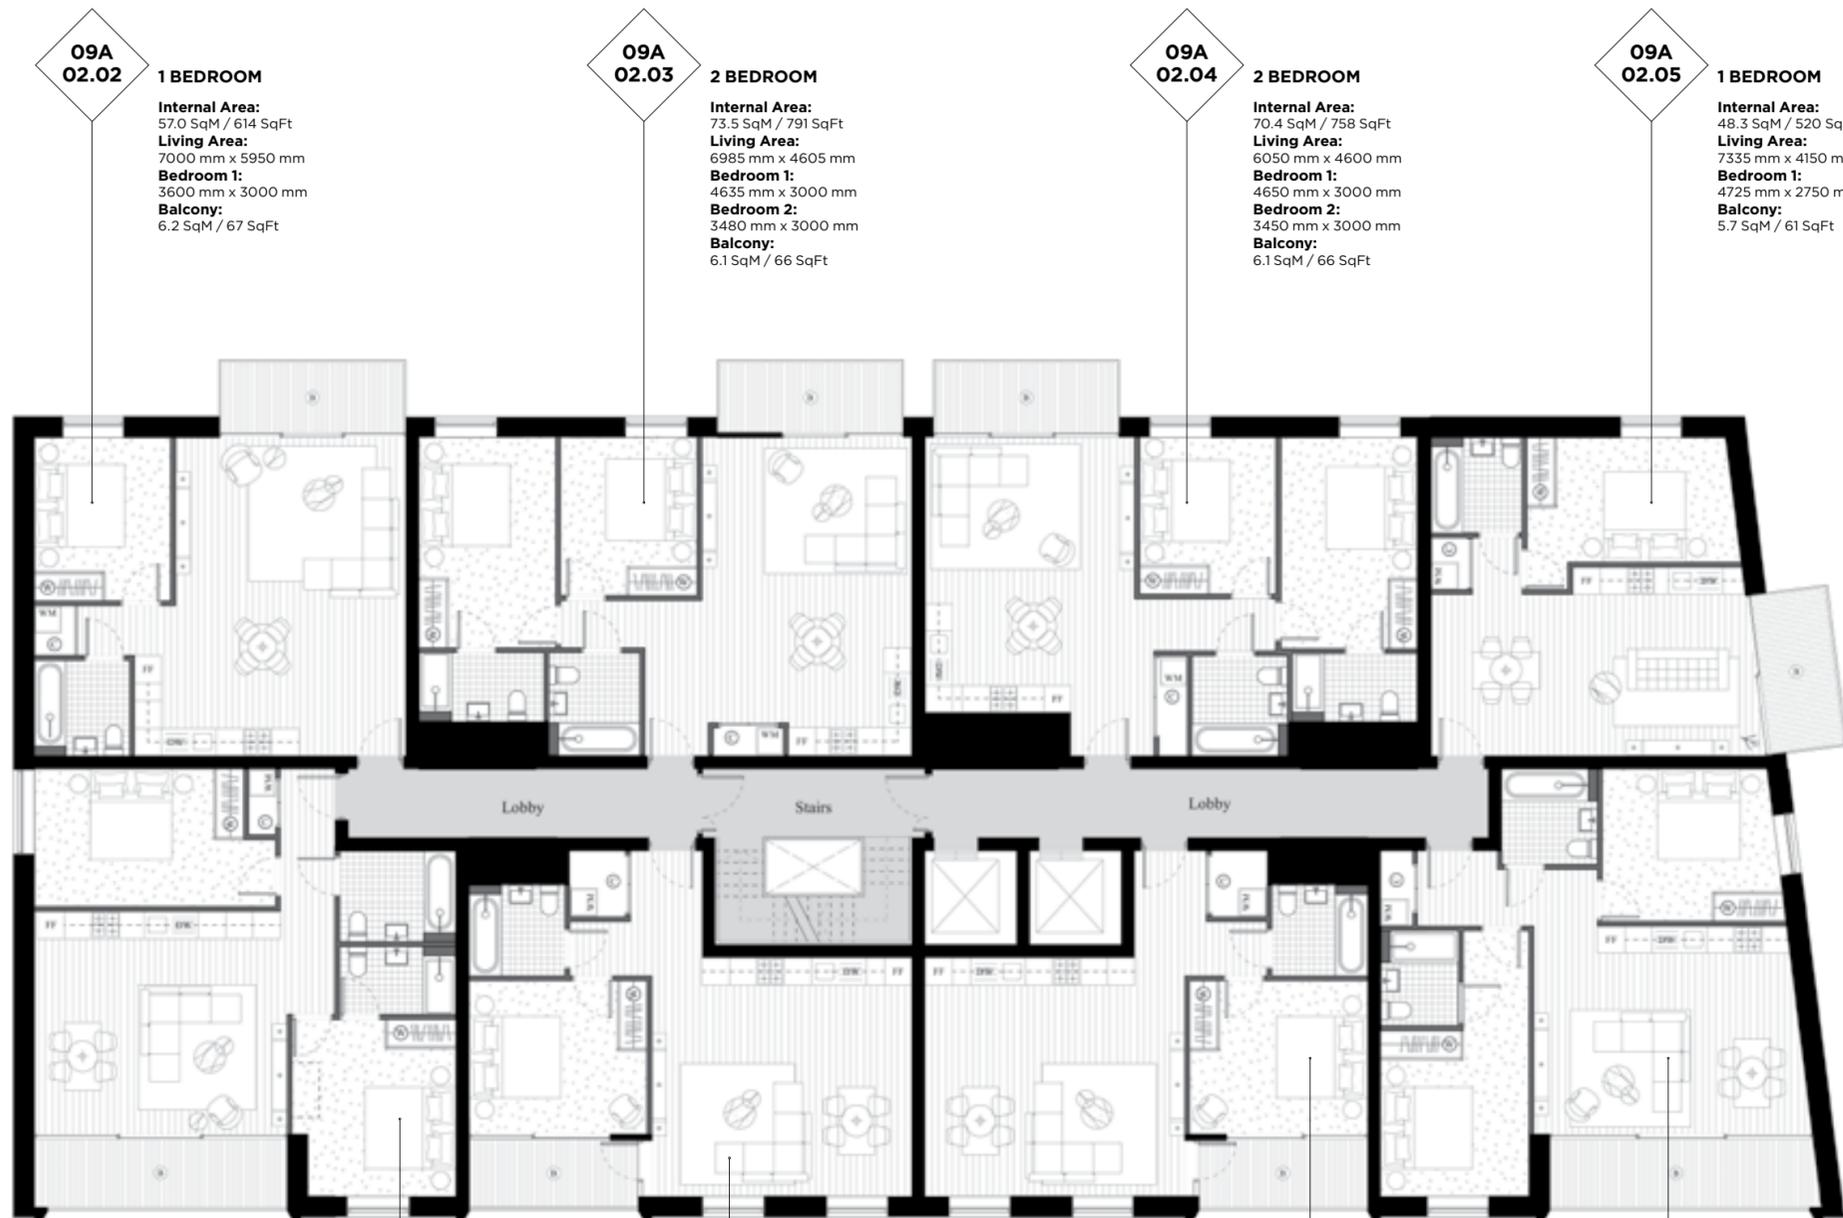 09A
02.02
1 BEDROOM
Internal Area:
57.0 SqM / 614 SqFt
Living Area:
7000 mm x 5950 mm
Bedroom 1:
3600 mm x 3000 mm
Balcony:
6.2 SqM / 67 SqFt
09A
02.03
2 BEDROOM
Internal Area:
73.5 SqM / 791 SqFt
Living Area:
6985 mm x 4605 mm
Bedroom 1:
4635 mm x 3000 mm
Bedroom 2:
3480 mm x 3000 mm
Balcony:
6.1 SqM / 66 SqFt
09A
02.04
2 BEDROOM
Internal Area:
70.4 SqM / 758 SqFt
Living Area:
6050 mm x 4600 mm
Bedroom 1:
4650 mm x 3000 mm
Bedroom 2:
3450 mm x 3000 mm
Balcony:
6.1 SqM / 66 SqFt
09A
02.05
1 BEDROOM
Internal Area:
48.3 SqM / 520 Sq
Living Area:
7335 mm x 4150 m
Bedroom 1:
4725 mm x 2750 m
Balcony:
5.7 SqM / 61 SqFt
Lobby
Stairs
Lobby